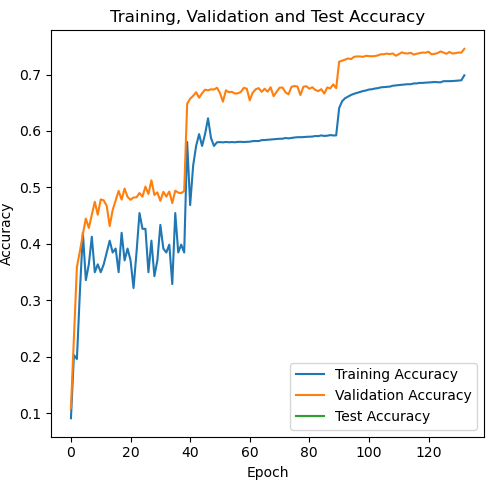 Training, Validation and Test Accuracy
Accuracy
0.7
0.6
0.5
0.4
0.3
0.2
0.1
0 20 40 60 80 100 120
Epoch
Training Accuracy
Validation Accuracy
Test Accuracy